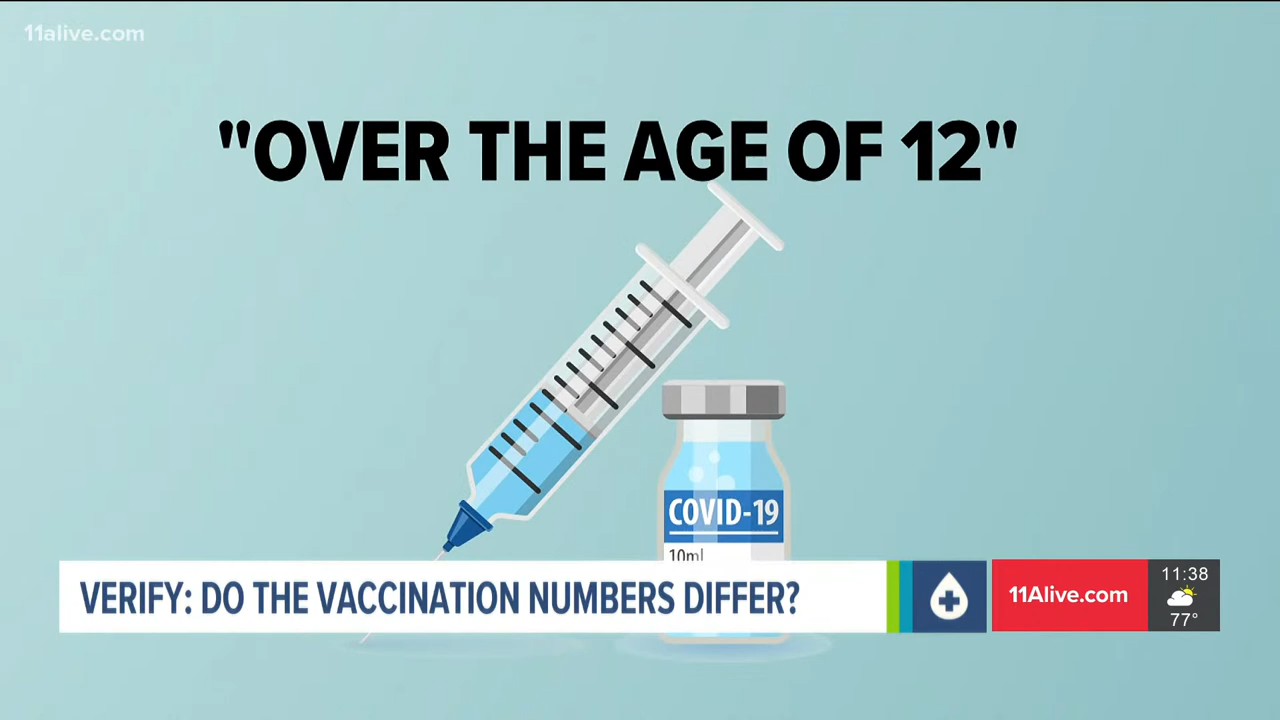 11alive.com
"OVER THE AGE OF 12"
COVID-19
10ml
VERIFY: DO THE VACCINATION NUMBERS DIFFER?
11Alive.com
11:38
77°